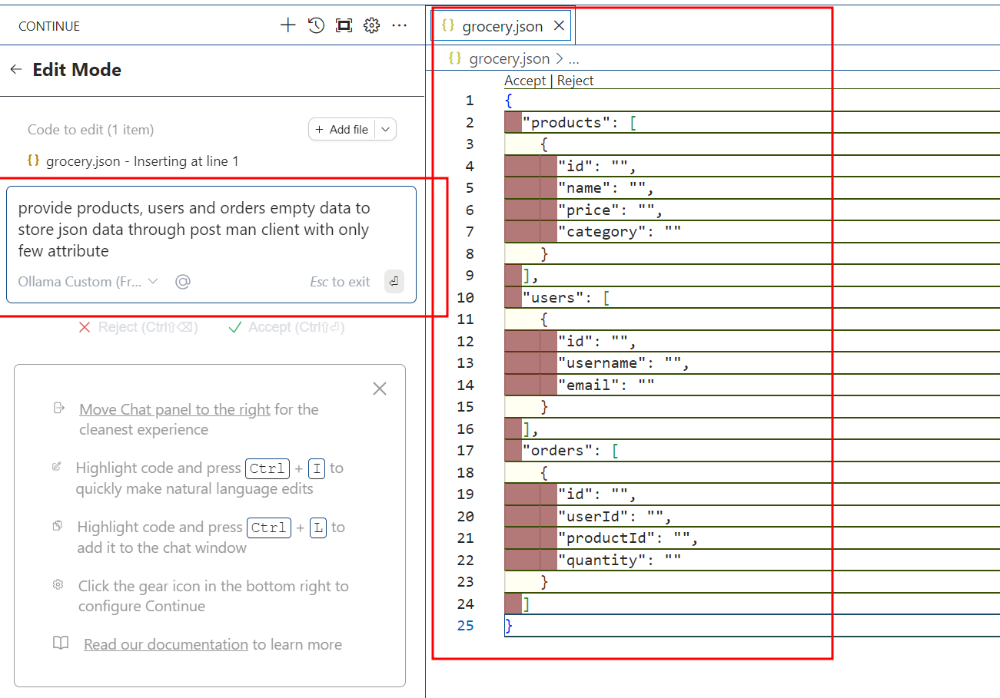 CONTINUE
Edit Mode
Code to edit (1 item)
+ Add file
{} grocery.json - Inserting at line 1
provide products, users and orders empty data to
store json data through post man client with only
few attribute
Ollama Custom (Fr...
@
Esc to exit
Reject (Ctrl⇧⌫)
Accept (Ctrl⇧⏎)
Move Chat panel to the right for the
cleanest experience
Highlight code and press Ctrl + I to
quickly make natural language edits
Highlight code and press Ctrl + L to
add it to the chat window
Click the gear icon in the bottom right to
configure Continue
Read our documentation to learn more
{} grocery.json
{} grocery.json > ...
Accept | Reject
1 {
2 "products": [
3 {
4 "id": "",
5 "name": "",
6 "price": "",
7 "category": ""
8 }
9 ],
10 "users": [
11 {
12 "id": "",
13 "username": "",
14 "email": ""
15 }
16 ],
17 "orders": [
18 {
19 "id": "",
20 "userId": "",
21 "productId": "",
22 "quantity": ""
23 }
24 ]
25 }